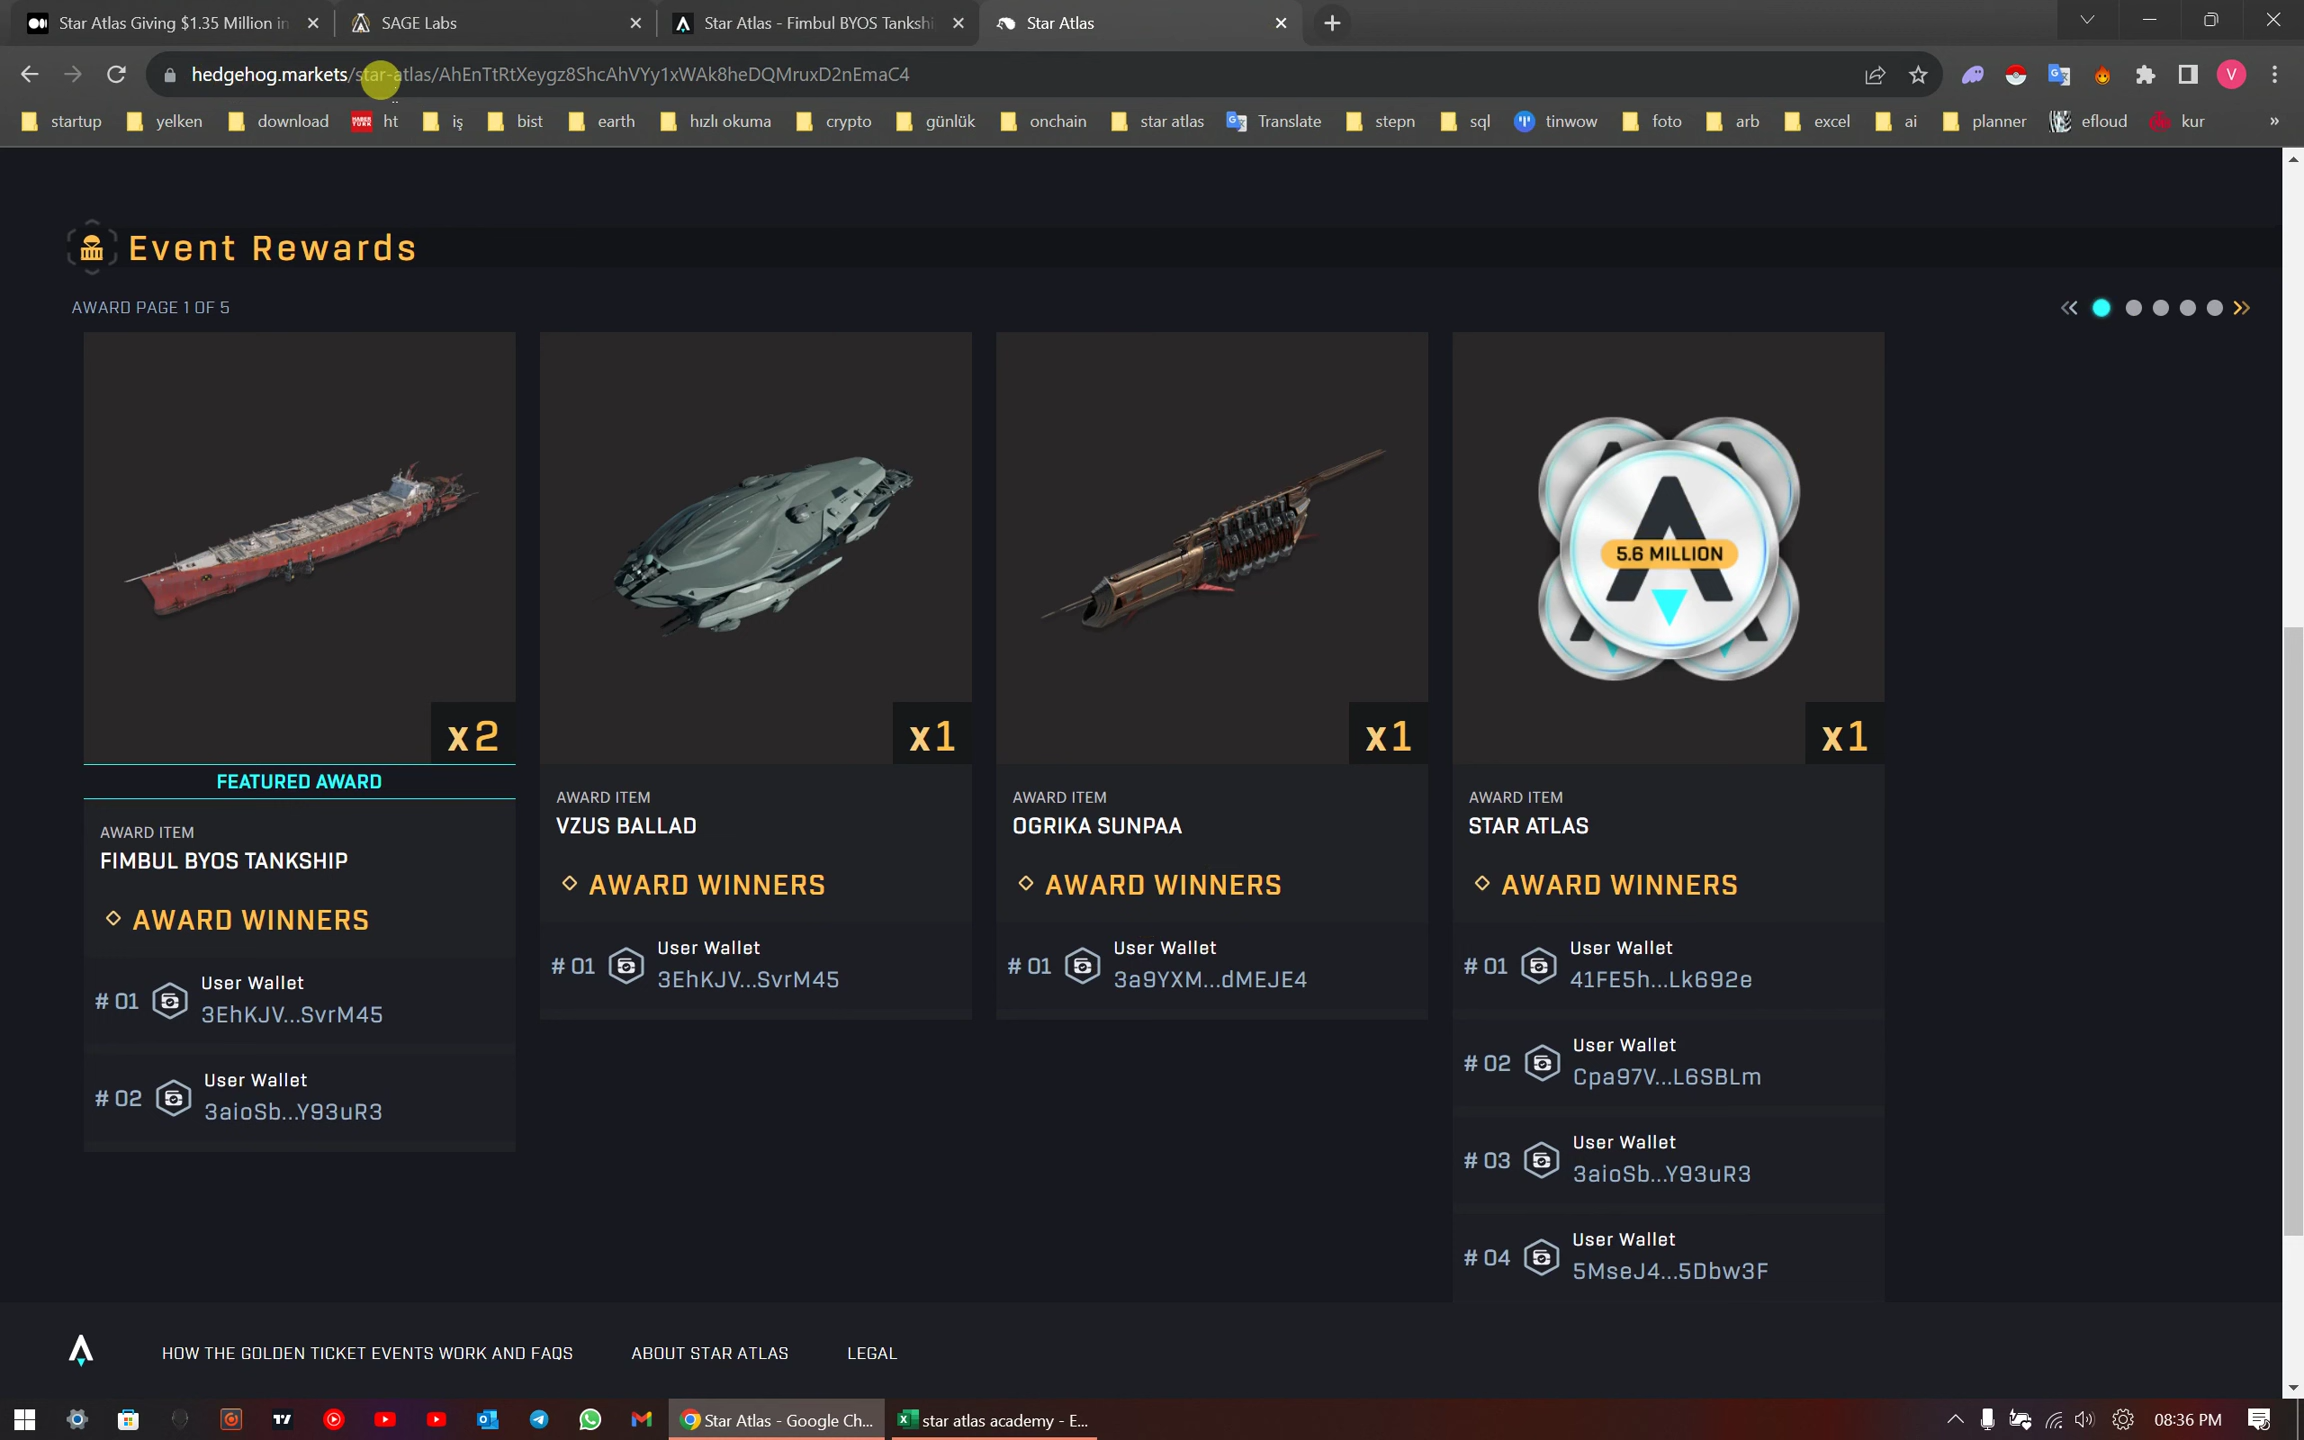 Star Atlas Giving $1.35 Million in
SAGE Labs
Star Atlas - Fimbul BYOS Tankshi
Star Atlas
hedgehog.markets/star-atlas/AhEnTtRtXeygz8ShcAhVYy1xWAk8heDQMruxD2nEmaC4
V
startup
yelken
download
HABER TÜRK
ht
iş
bist
earth
hızlı okuma
crypto
günlük
onchain
star atlas
Translate
stepn
sql
tinwow
foto
arb
excel
ai
planner
efloud
kur
»
Event Rewards
AWARD PAGE 1 OF 5
5.6 MILLION
x2
x1
x1
x1
FEATURED AWARD
AWARD ITEM
FIMBUL BYOS TANKSHIP
AWARD WINNERS
# 01
User Wallet
3EhKJV...SvrM45
# 02
User Wallet
3aioSb...Y93uR3
AWARD ITEM
VZUS BALLAD
AWARD WINNERS
# 01
User Wallet
3EhKJV...SvrM45
AWARD ITEM
OGRIKA SUNPAA
AWARD WINNERS
# 01
User Wallet
3a9YXM...dMEJE4
AWARD ITEM
STAR ATLAS
AWARD WINNERS
# 01
User Wallet
41FE5h...Lk692e
# 02
User Wallet
Cpa97V...L6SBLm
# 03
User Wallet
3aioSb...Y93uR3
# 04
User Wallet
5MseJ4...5Dbw3F
HOW THE GOLDEN TICKET EVENTS WORK AND FAQS
ABOUT STAR ATLAS
LEGAL
Star Atlas - Google Ch...
star atlas academy - E...
08:36 PM